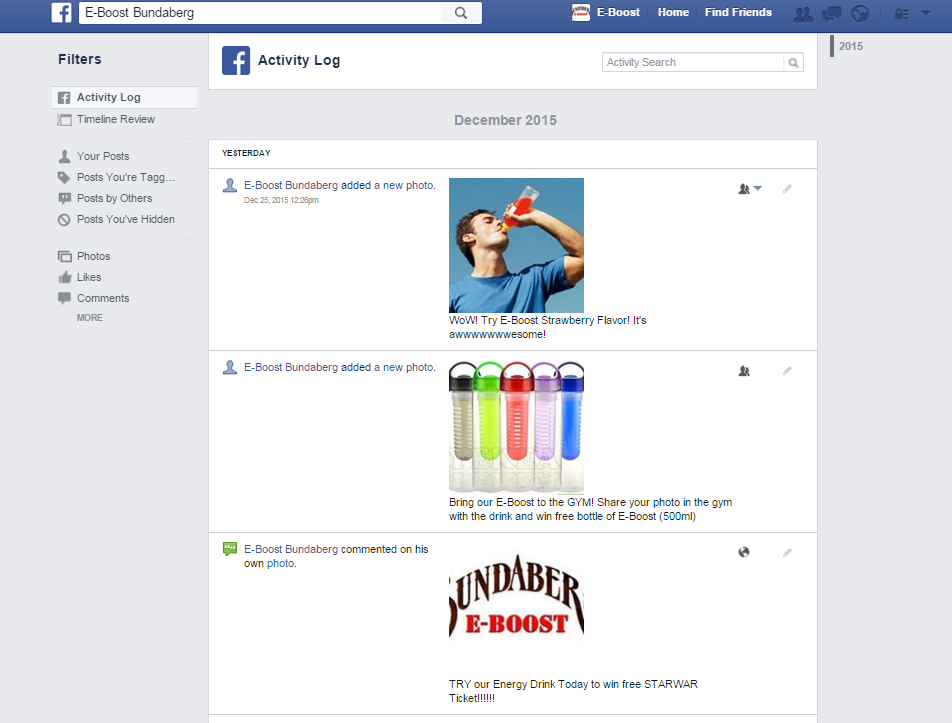 E-Boost Bundaberg
E-Boost Home Find Friends
Filters
Activity Log
Timeline Review
Your Posts
Posts You're Tagg...
Posts by Others
Posts You've Hidden
Photos
Likes
Comments
MORE
Activity Log
Activity Search
2015
December 2015
YESTERDAY
E-Boost Bundaberg added a new photo.
Dec 25, 2015 12:26pm
WoW! Try E-Boost Strawberry Flavor! It's
awwwwwwwesome!
E-Boost Bundaberg added a new photo.
Bring our E-Boost to the GYM! Share your photo in the gym
with the drink and win free bottle of E-Boost (500ml)
E-Boost Bundaberg commented on his
own photo.
UNDABER
E-BOOST
TRY our Energy Drink Today to win free STARWAR
Ticket!!!!!!